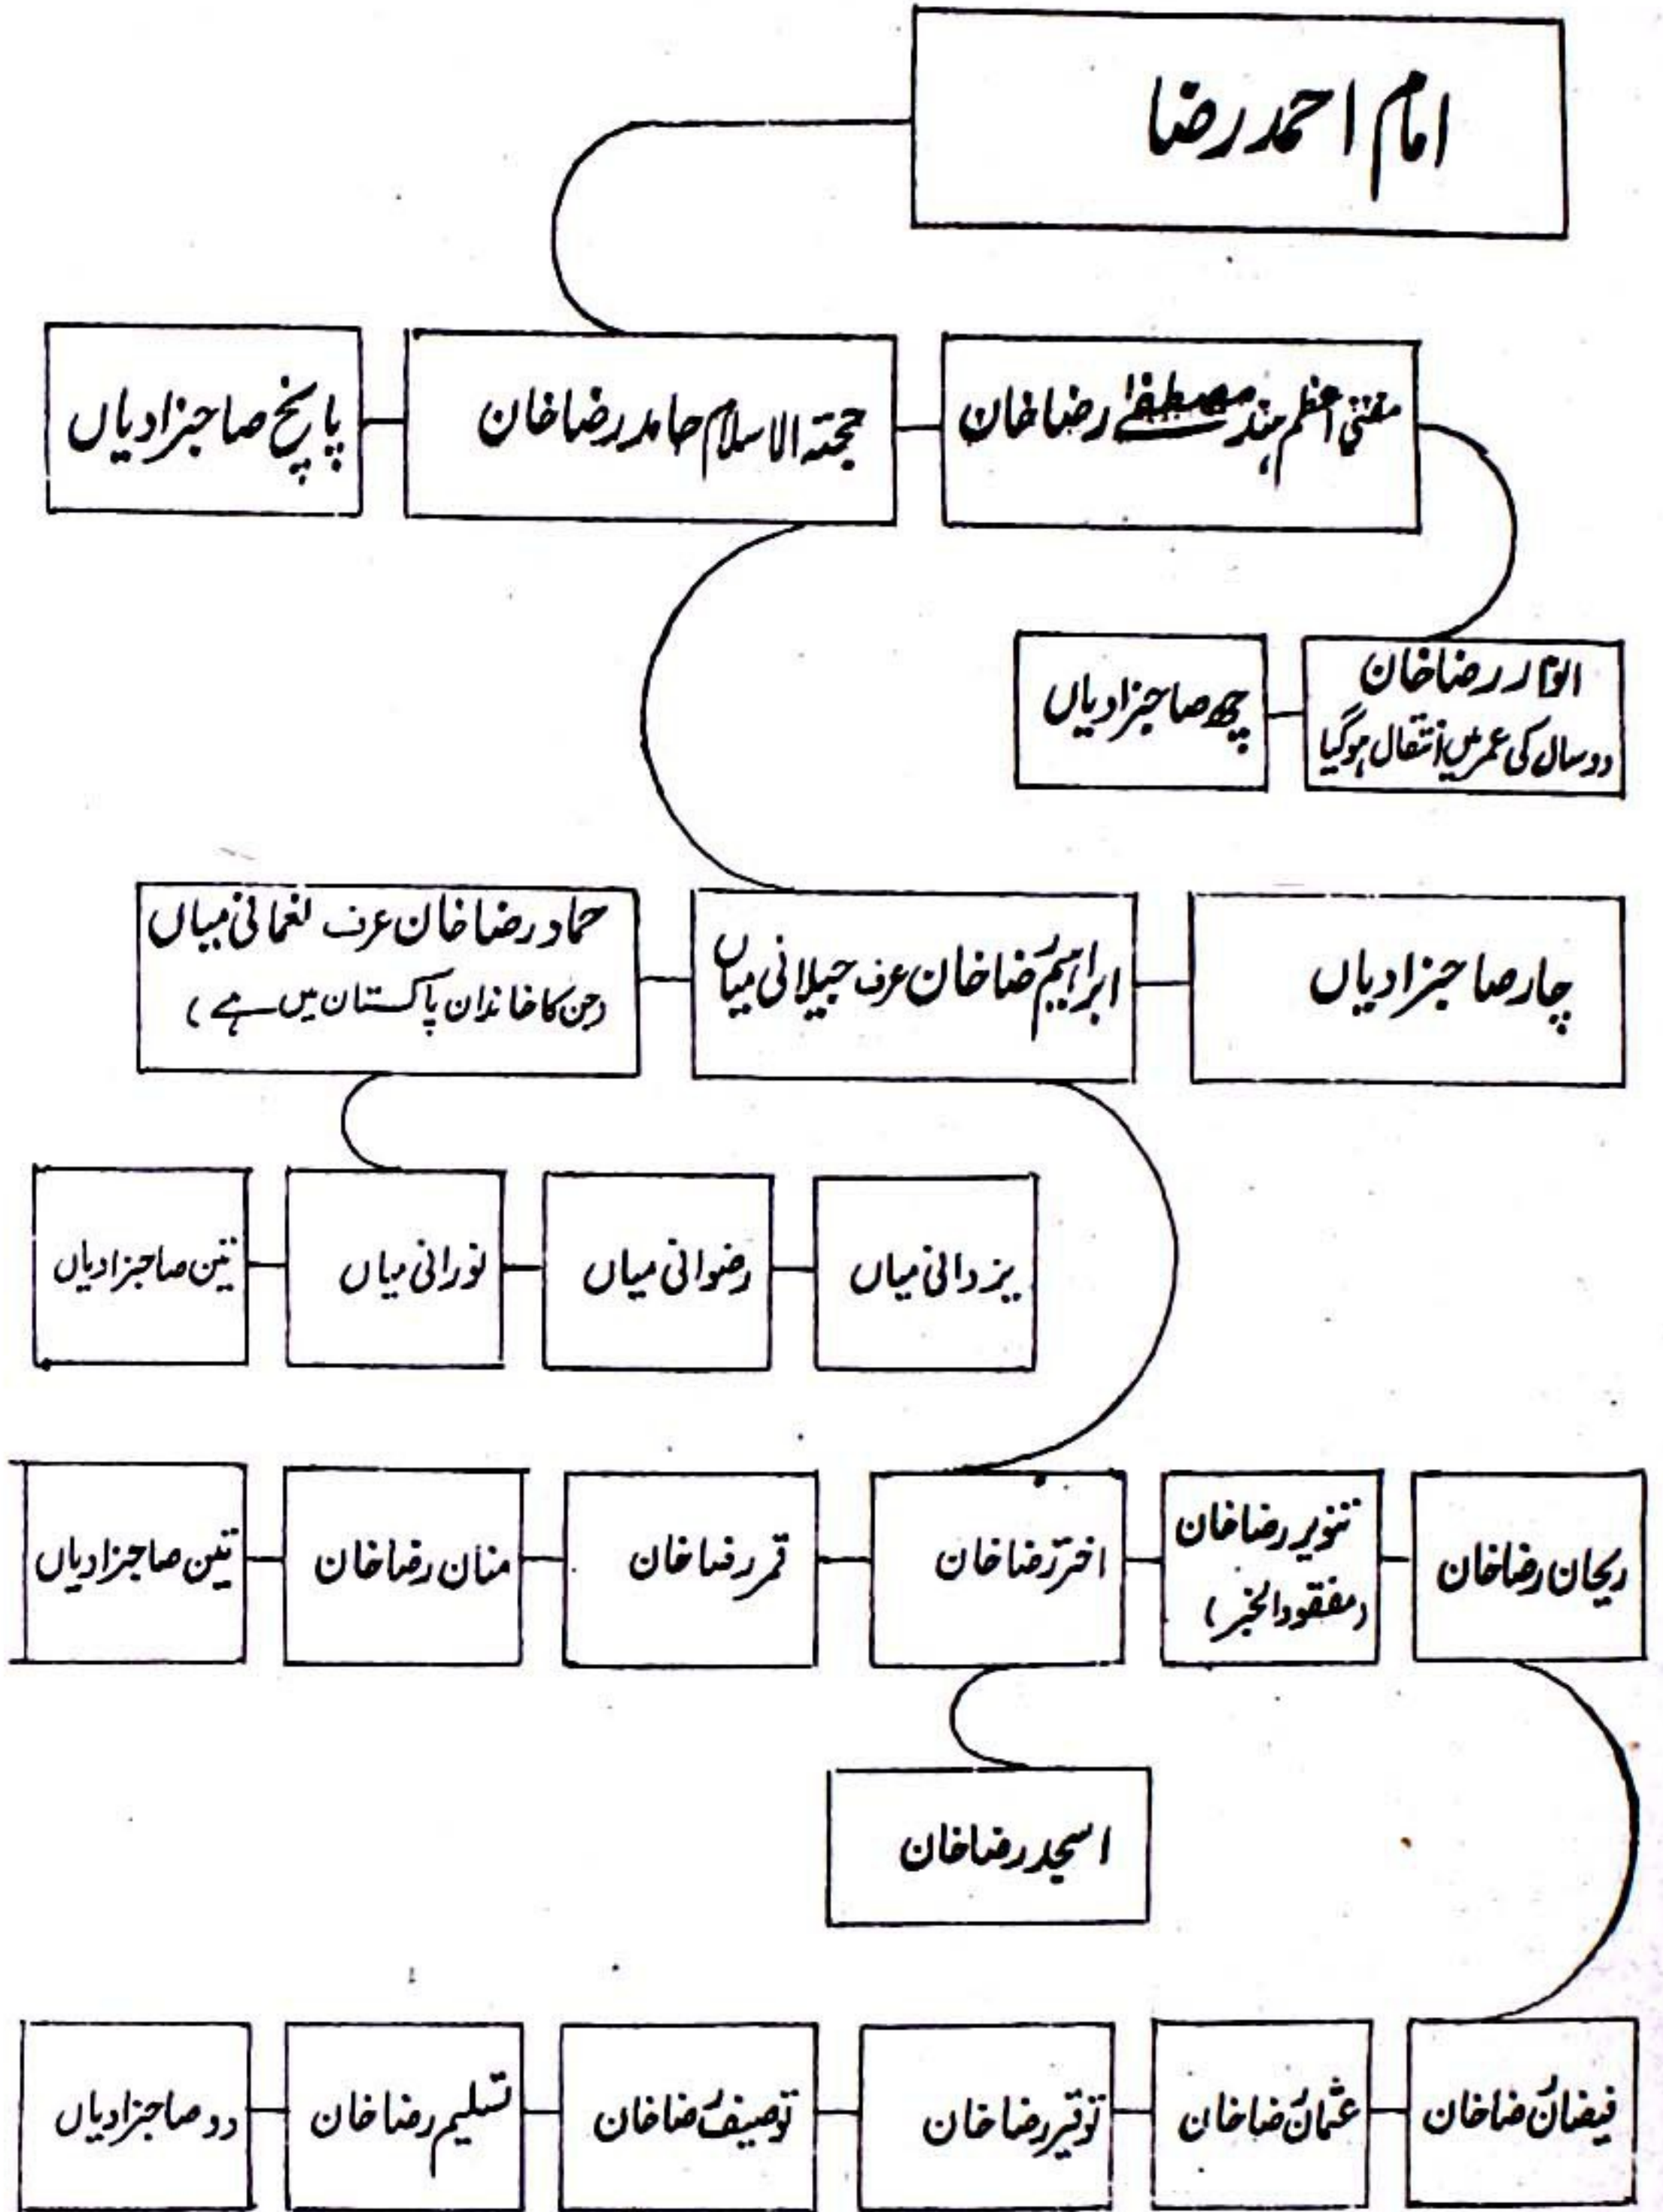 امام احمد رضا
مفتی اعظم ہند مصطفےٰ رضا خان
حجتہ الاسلام حامد رضا خان
پانچ صاحبزادیاں
انوار رضا خان
دو سال کی عمر میں انتقال ہوگیا
چھ صاحبزادیاں
چار صاحبزادیاں
ابراہیم رضا خان عرف جیلانی میاں
حماد رضا خان عرف نعمانی میاں
(جن کا خاندان پاکستان میں ہے)
یزدانی میاں
رضوانی میاں
نورانی میاں
تین صاحبزادیاں
ریحان رضا خان
تنویر رضا خان
(مفقود الخبر)
اختر رضا خان
قمر رضا خان
منان رضا خان
تین صاحبزادیاں
اسجد رضا خان
فیضان رضا خان
عثمان رضا خان
توقیر رضا خان
توصیف رضا خان
تسلیم رضا خان
دو صاحبزادیاں